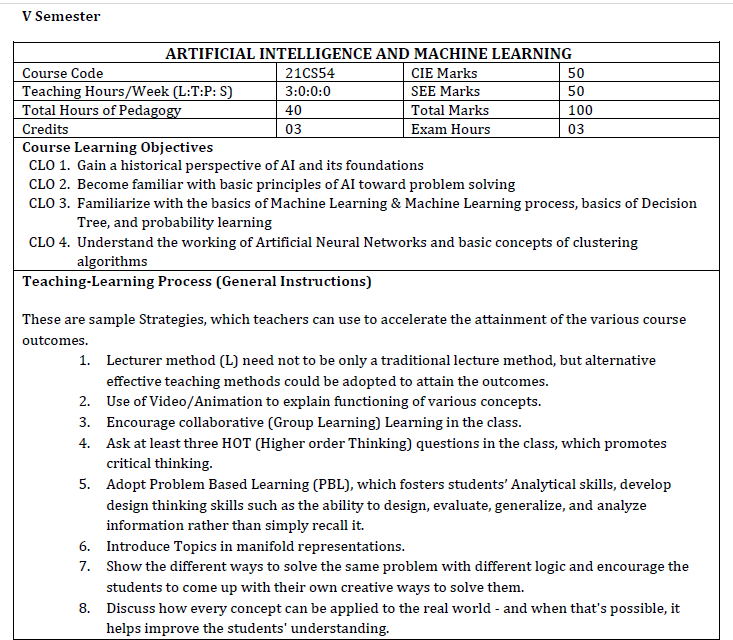 V Semester
ARTIFICIAL INTELLIGENCE AND MACHINE LEARNING
Course Code 21CS54 CIE Marks 50
Teaching Hours/Week (L:T:P: S) 3:0:0:0 SEE Marks 50
Total Hours of Pedagogy 40 Total Marks 100
Credits 03 Exam Hours 03
Course Learning Objectives
CLO 1. Gain a historical perspective of AI and its foundations
CLO 2. Become familiar with basic principles of AI toward problem solving
CLO 3. Familiarize with the basics of Machine Learning & Machine Learning process, basics of Decision
Tree, and probability learning
CLO 4. Understand the working of Artificial Neural Networks and basic concepts of clustering
algorithms
Teaching-Learning Process (General Instructions)
These are sample Strategies, which teachers can use to accelerate the attainment of the various course
outcomes.
1. Lecturer method (L) need not to be only a traditional lecture method, but alternative
effective teaching methods could be adopted to attain the outcomes.
2. Use of Video/Animation to explain functioning of various concepts.
3. Encourage collaborative (Group Learning) Learning in the class.
4. Ask at least three HOT (Higher order Thinking) questions in the class, which promotes
critical thinking.
5. Adopt Problem Based Learning (PBL), which fosters students’ Analytical skills, develop
design thinking skills such as the ability to design, evaluate, generalize, and analyze
information rather than simply recall it.
6. Introduce Topics in manifold representations.
7. Show the different ways to solve the same problem with different logic and encourage the
students to come up with their own creative ways to solve them.
8. Discuss how every concept can be applied to the real world - and when that's possible, it
helps improve the students' understanding.